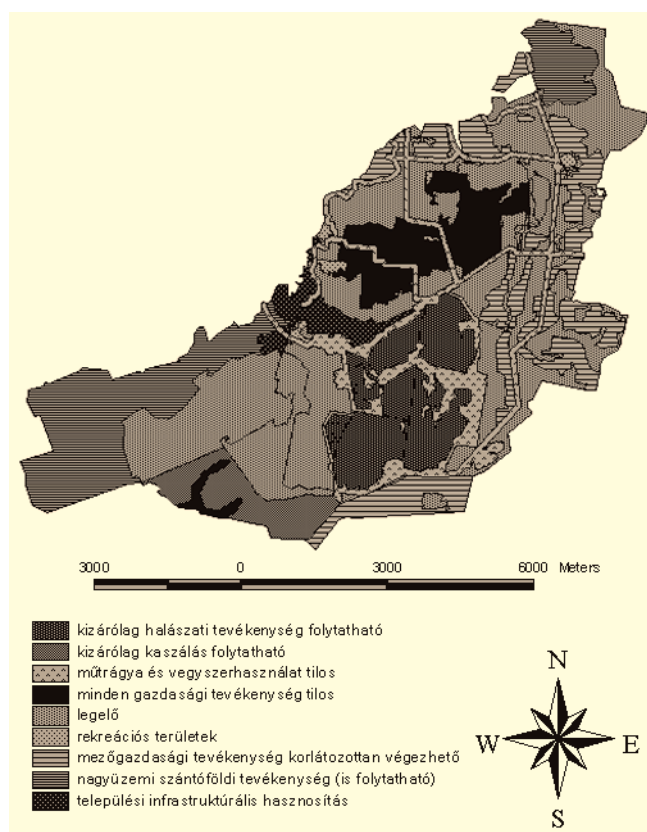 3000 0 3000 6000 Meters
kizárólag halászati tevékenység folytatható
kizárólag kaszálás folytatható
műtrágya és vegyszerhasználat tilos
minden gazdasági tevékenység tilos
legelő
rekreációs területek
mezőgazdasági tevékenység korlátozottan végezhető
nagyüzemi szántóföldi tevékenység (is folytatható)
települési infrastruktúrális hasznosítás
N
W E
S